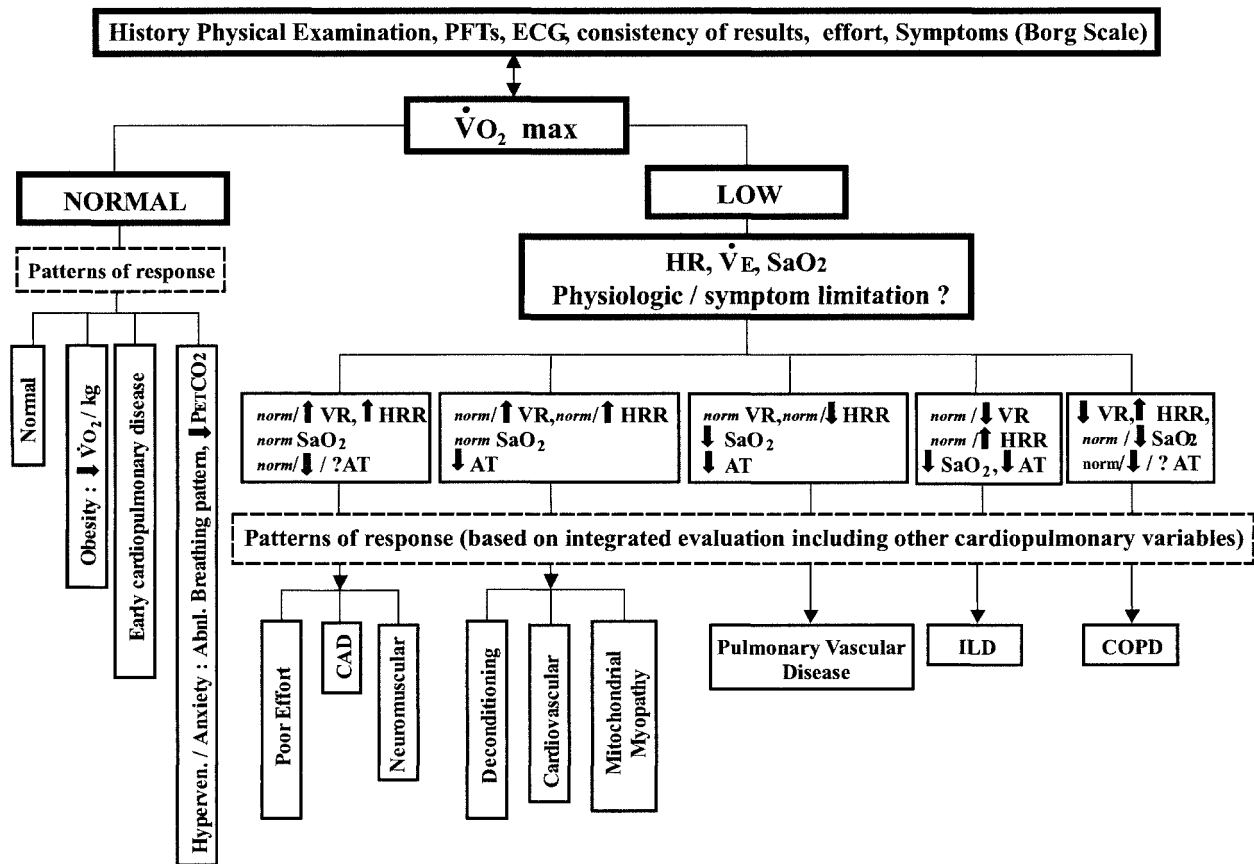 History Physical Examination, PFTs, ECG, consistency of results, effort, Symptoms (Borg Scale)
V̇O₂ max
NORMAL
LOW
Patterns of response
HR, V̇E, SaO₂
Physiologic / symptom limitation ?
Normal
Obesity : ⬇ V̇O₂ / kg
Early cardiopulmonary disease
Hyperven. / Anxiety : Abnl. Breathing pattern, ⬇PETCO2
norm/⬆ VR, ⬆ HRR
norm SaO₂
norm/⬇ / ?AT
norm/⬆ VR, norm/⬆ HRR
norm SaO₂
⬇ AT
norm VR, norm/⬇ HRR
⬇ SaO₂
⬇ AT
norm /⬇ VR
norm /⬆ HRR
⬇ SaO₂, ⬇ AT
⬇ VR, ⬆ HRR,
norm /⬇ SaO2
norm/⬇ / ? AT
Patterns of response (based on integrated evaluation including other cardiopulmonary variables)
Poor Effort
CAD
Neuromuscular
Deconditioning
Cardiovascular
Mitochondrial
Myopathy
Pulmonary Vascular
Disease
ILD
COPD